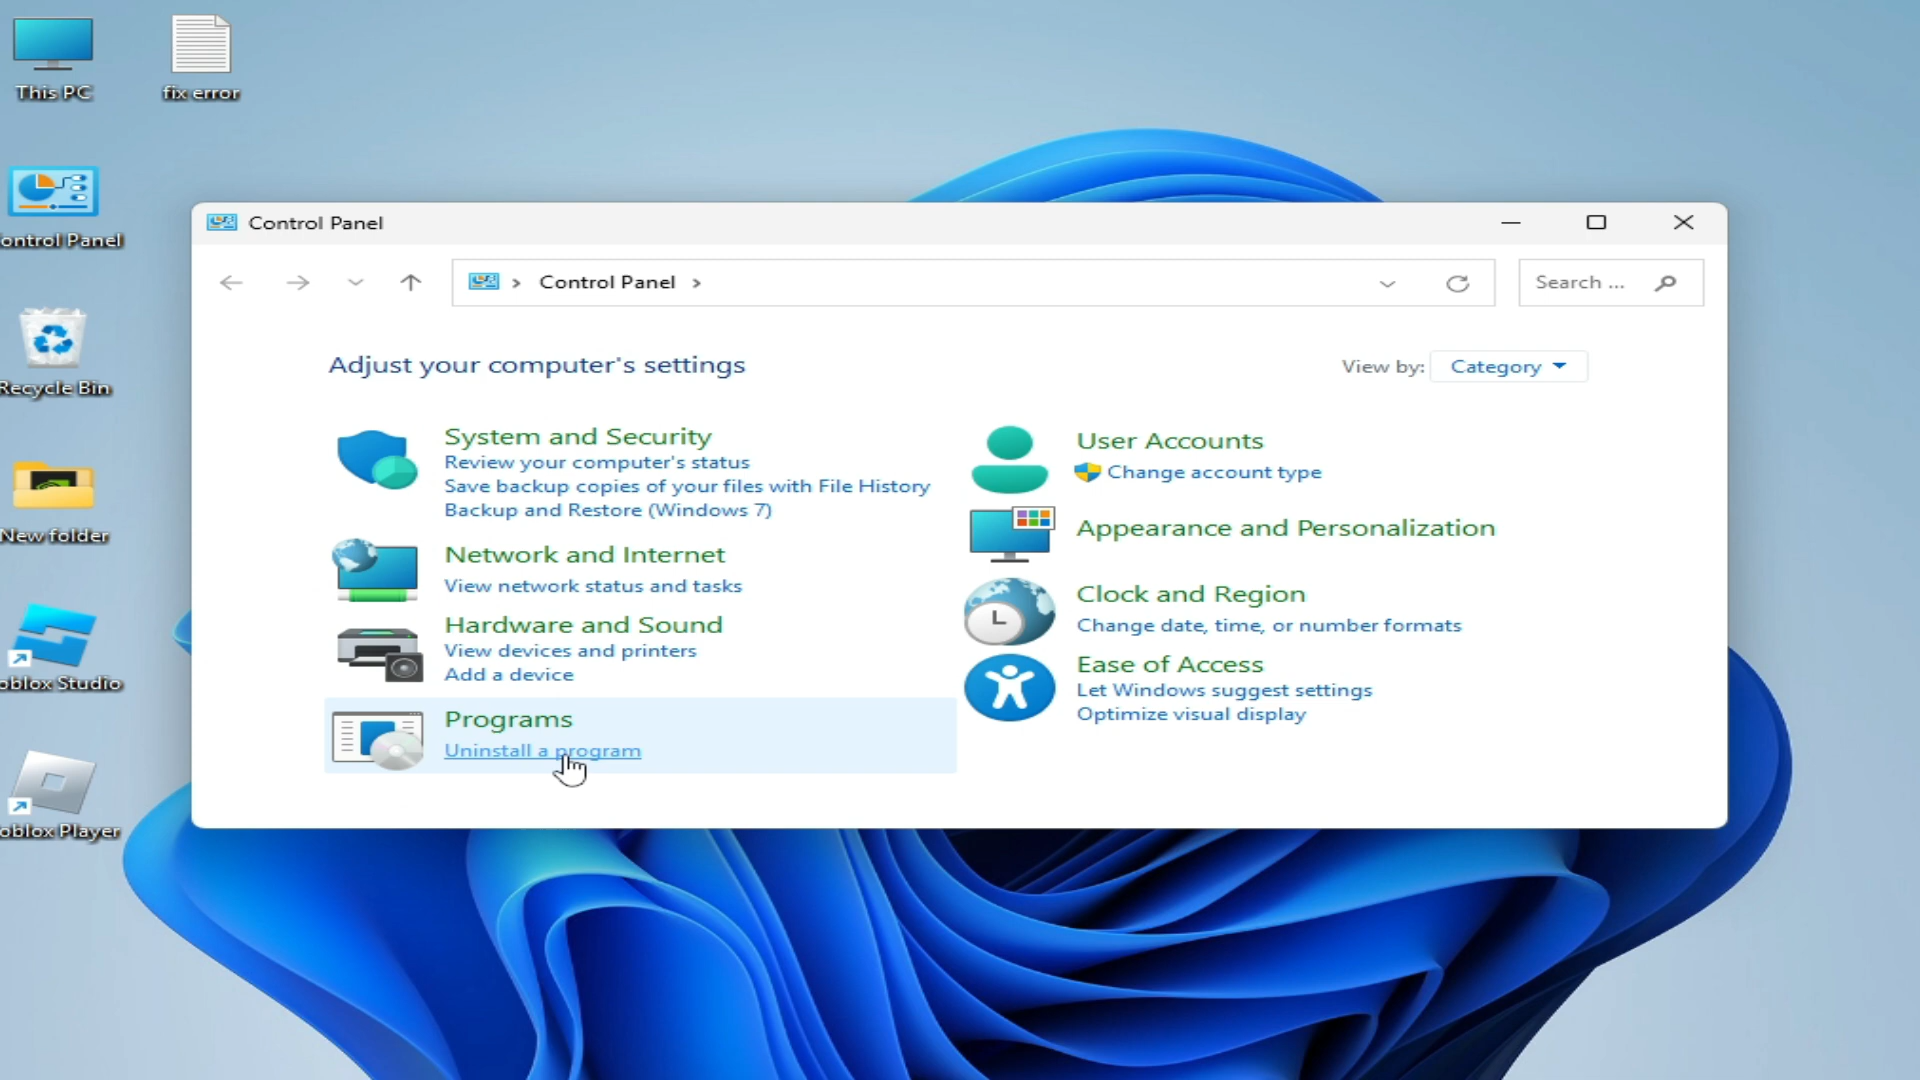 This PC
fix error
ontrol Panel
Recycle Bin
New folder
oblox Studio
oblox Player
Control Panel
Control Panel
Search ...
Adjust your computer's settings
View by: Category
System and Security
Review your computer's status
Save backup copies of your files with File History
Backup and Restore (Windows 7)
Network and Internet
View network status and tasks
Hardware and Sound
View devices and printers
Add a device
Programs
Uninstall a program
User Accounts
Change account type
Appearance and Personalization
Clock and Region
Change date, time, or number formats
Ease of Access
Let Windows suggest settings
Optimize visual display